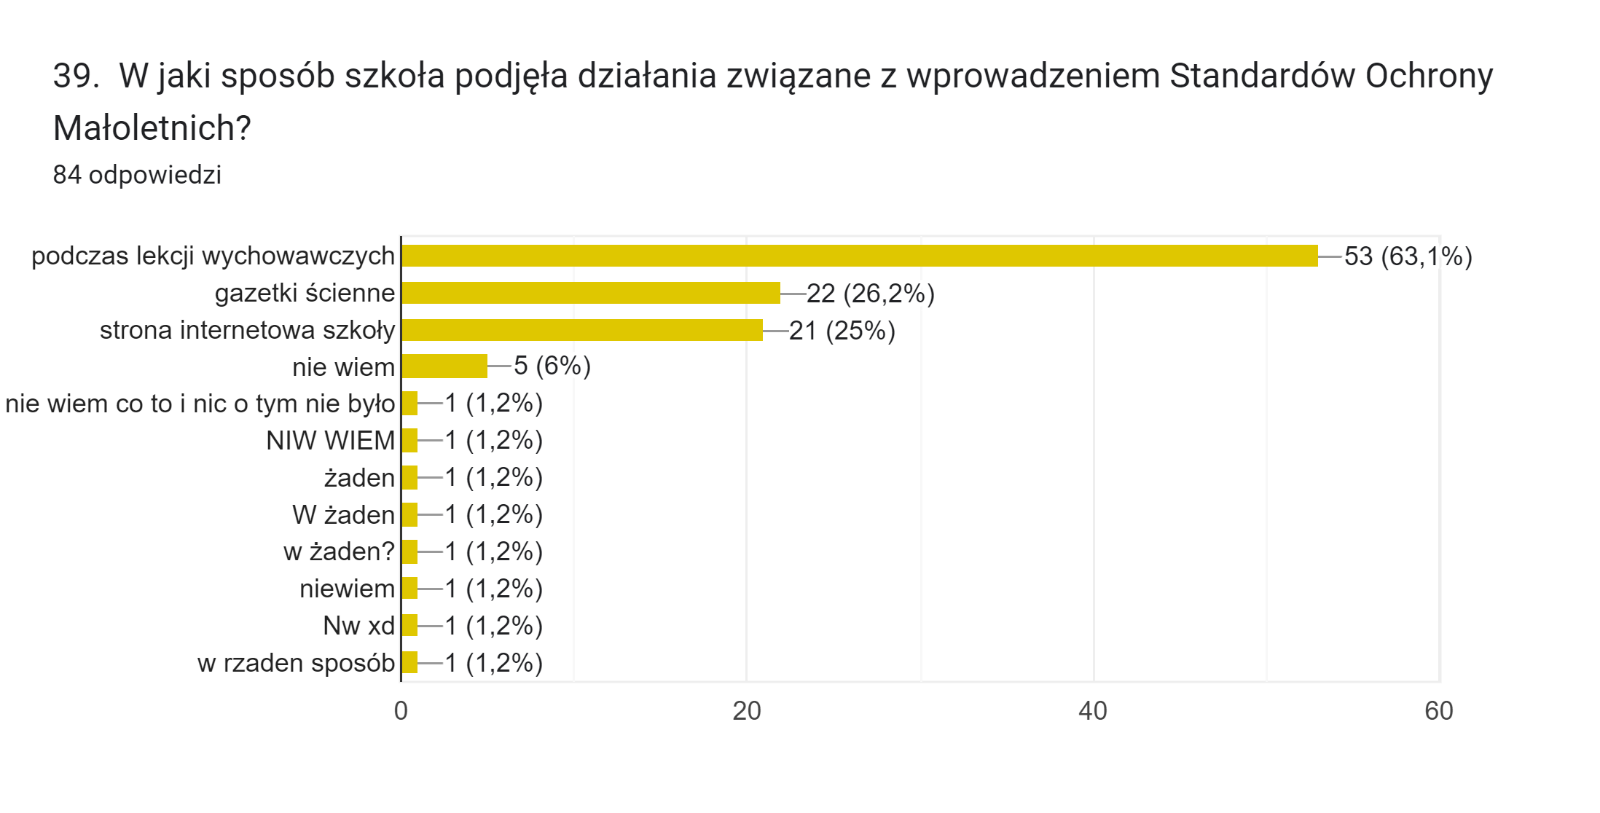 39.  W jaki sposób szkoła podjęła działania związane z wprowadzeniem Standardów Ochrony
Małoletnich?
84 odpowiedzi
podczas lekcji wychowawczych 53 (63,1%)
gazetki ścienne 22 (26,2%)
strona internetowa szkoły 21 (25%)
nie wiem 5 (6%)
nie wiem co to i nic o tym nie było 1 (1,2%)
NIW WIEM 1 (1,2%)
żaden 1 (1,2%)
W żaden 1 (1,2%)
w żaden? 1 (1,2%)
niewiem 1 (1,2%)
Nw xd 1 (1,2%)
w rzaden sposób 1 (1,2%)
0 20 40 60